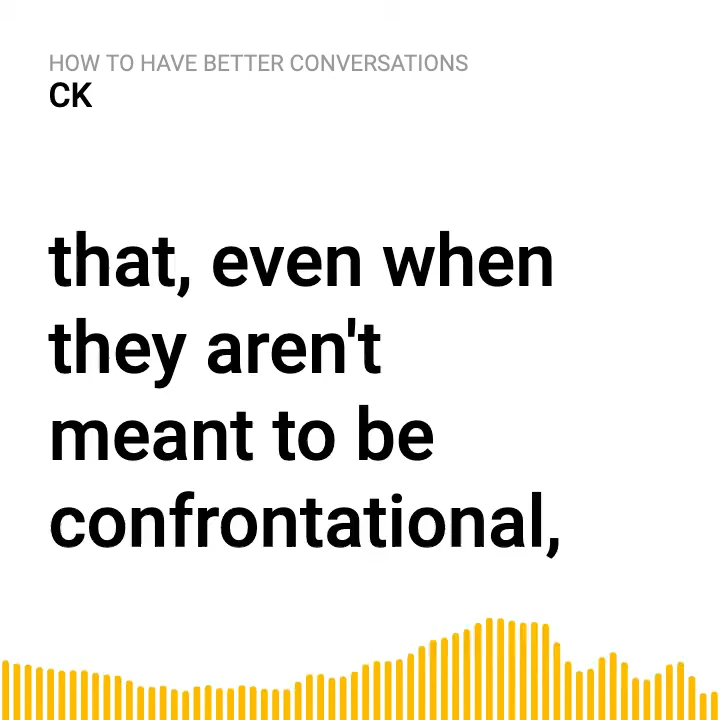 HOW TO HAVE BETTER CONVERSATIONS
CK
that, even when
they aren't
meant to be
confrontational,